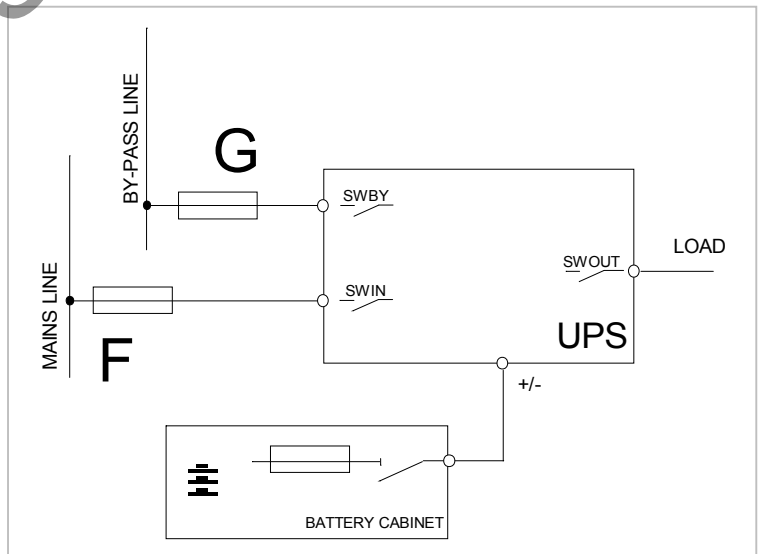 BY-PASS LINE
G
SWBY
LOAD
SWOUT
MAINS LINE
SWIN
UPS
F
+/-
BATTERY CABINET